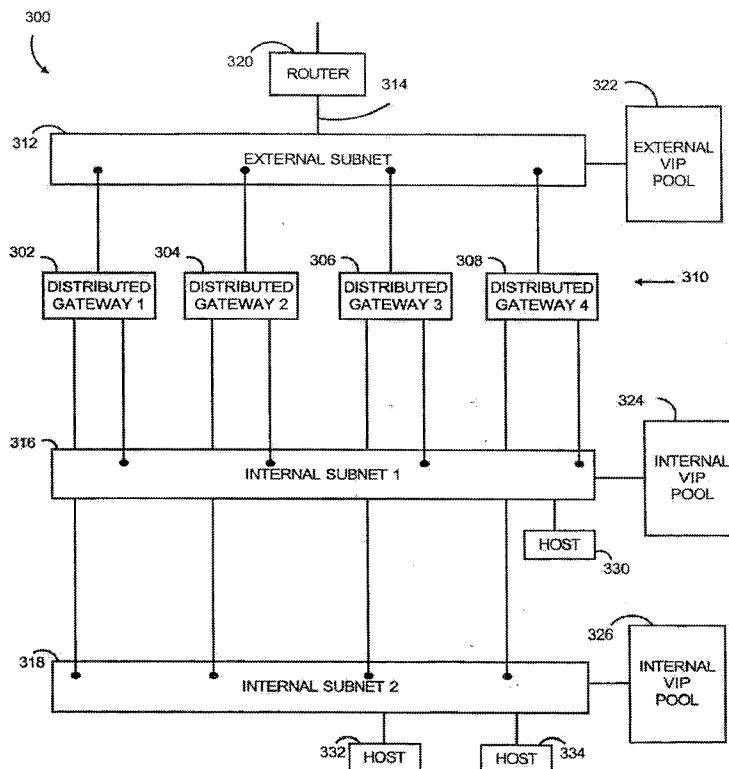 300
320
ROUTER
314
322
312
EXTERNAL SUBNET
EXTERNAL
VIP
POOL
302
304
306
308
310
DISTRIBUTED
GATEWAY 1
DISTRIBUTED
GATEWAY 2
DISTRIBUTED
GATEWAY 3
DISTRIBUTED
GATEWAY 4
324
316
INTERNAL SUBNET 1
INTERNAL
VIP
POOL
HOST
330
326
318
INTERNAL SUBNET 2
INTERNAL
VIP
POOL
332
HOST
HOST
334